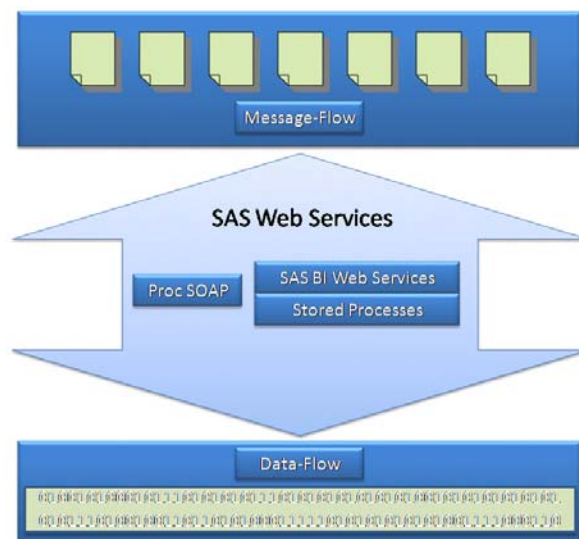 Message-Flow
SAS Web Services
Proc SOAP
SAS BI Web Services
Stored Processes
Data-Flow